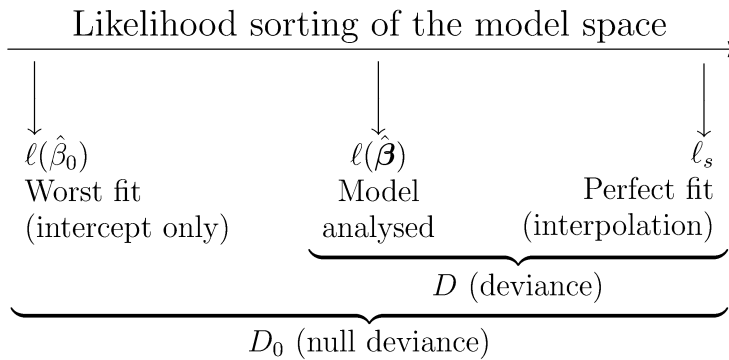 Likelihood sorting of the model space
ℓ(β̂₀)
Worst fit
(intercept only)
ℓ(𝛃̂)
Model
analysed
ℓₛ
Perfect fit
(interpolation)
D (deviance)
D₀ (null deviance)